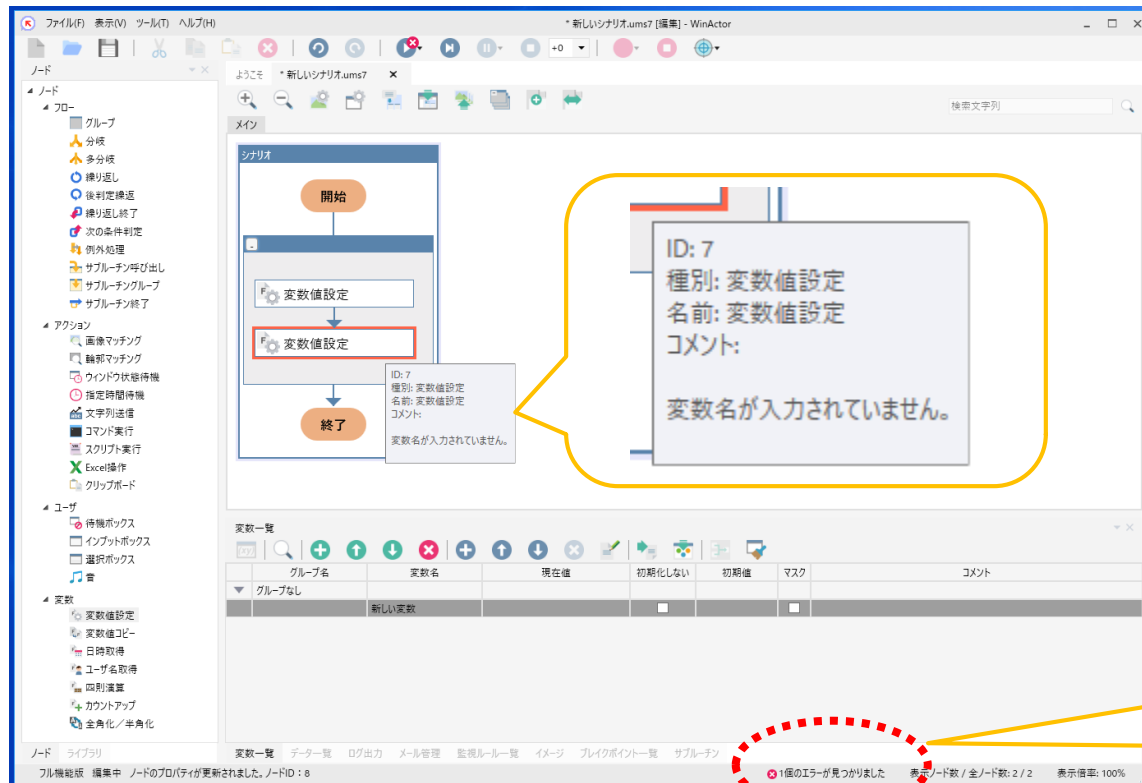 ファイル(F) 表示(V) ツール(T) ヘルプ(H)
* 新しいシナリオ.ums7 [編集] - WinActor
+0
ノード
ようこそ * 新しいシナリオ.ums7
検索文字列
メイン
ノード
フロー
グループ
分岐
多分岐
繰り返し
後判定繰返
繰り返し終了
次の条件判定
例外処理
サブルーチン呼び出し
サブルーチングループ
サブルーチン終了
アクション
画像マッチング
輪郭マッチング
ウィンドウ状態待機
指定時間待機
文字列送信
コマンド実行
スクリプト実行
Excel操作
クリップボード
ユーザ
待機ボックス
インプットボックス
選択ボックス
音
変数
変数値設定
変数値コピー
日時取得
ユーザ名取得
四則演算
カウントアップ
全角化／半角化
ノード ライブラリ
シナリオ
開始
変数値設定
変数値設定
終了
ID: 7
種別: 変数値設定
名前: 変数値設定
コメント:
変数名が入力されていません。
ID: 7
種別: 変数値設定
名前: 変数値設定
コメント:
変数名が入力されていません。
変数一覧
グループ名 変数名 現在値 初期化しない 初期値 マスク コメント
グループなし
新しい変数
変数一覧 データ一覧 ログ出力 メール管理 監視ルール一覧 イメージ ブレイクポイント一覧 サブルーチン
フル機能版 編集中 ノードのプロパティが更新されました。ノードID：8
1個のエラーが見つかりました
表示ノード数 / 全ノード数: 2 / 2 表示倍率: 100%